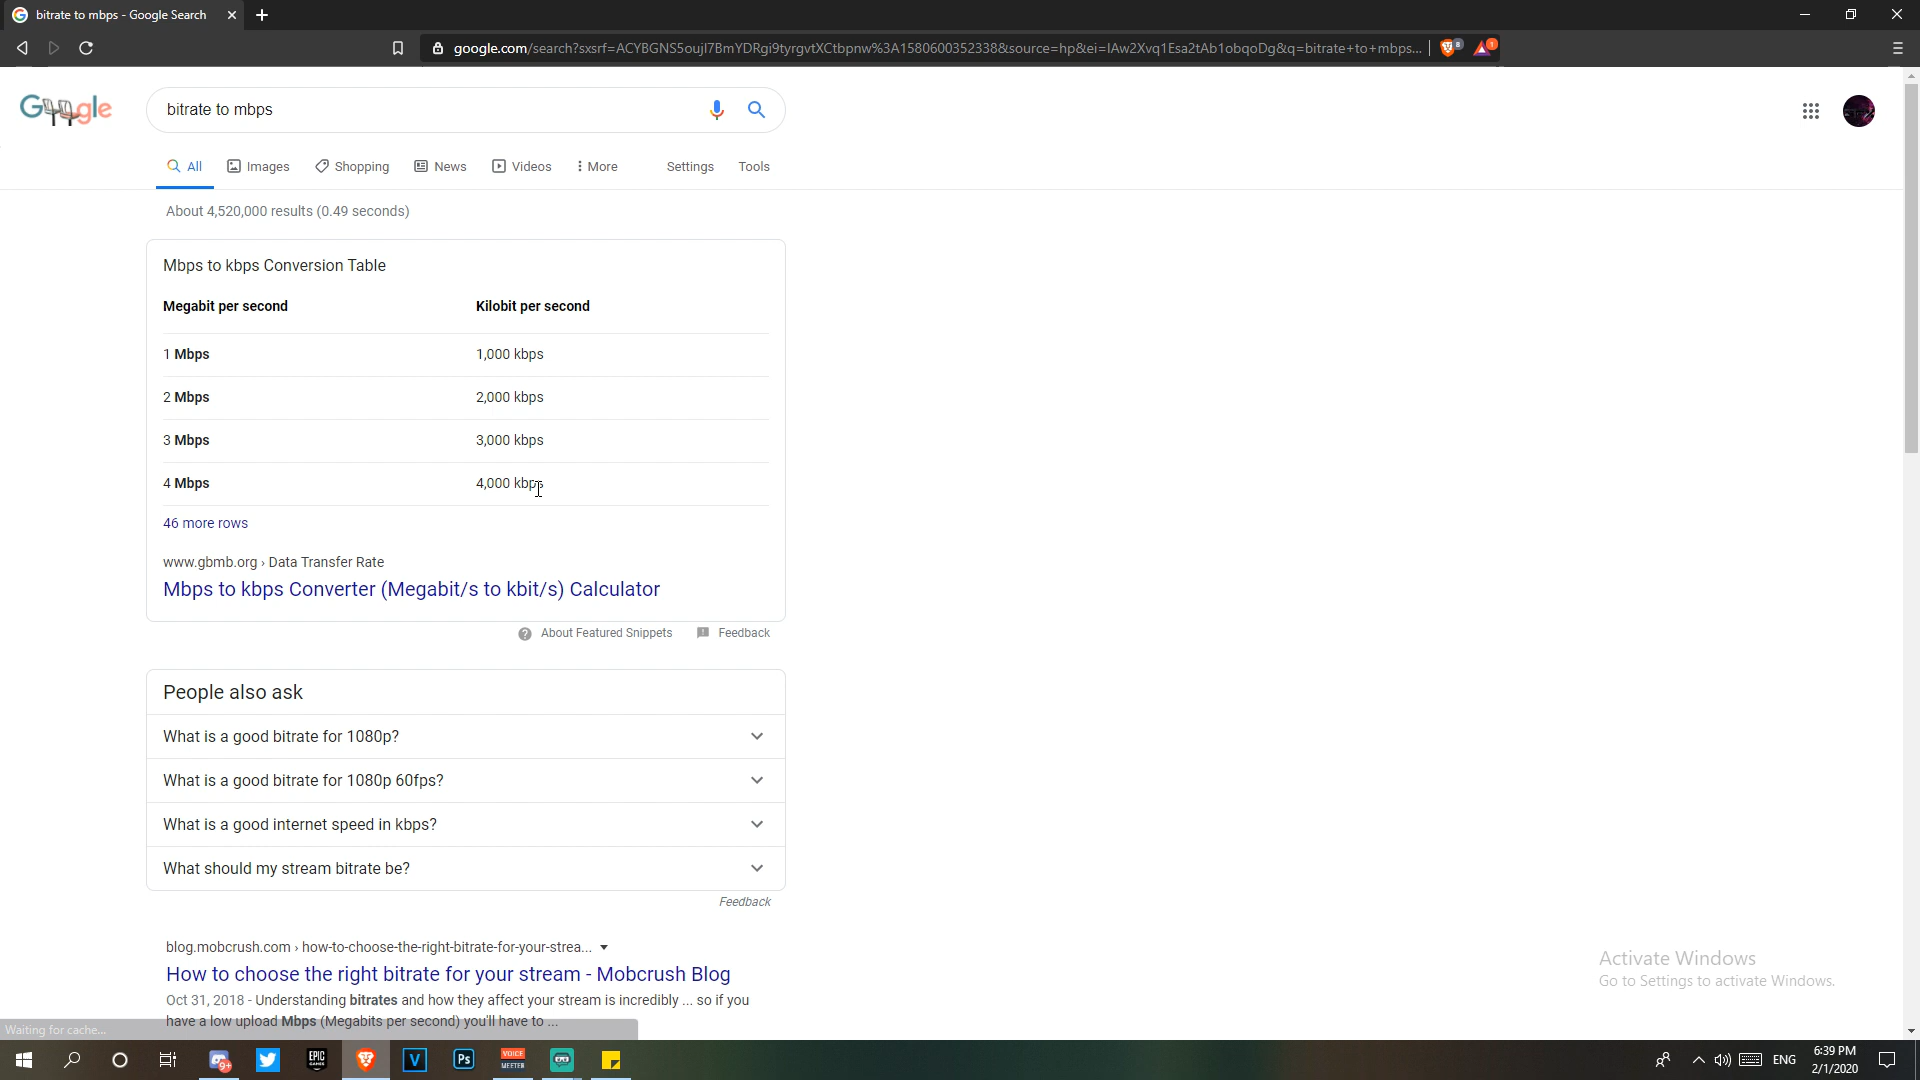 bitrate to mbps - Google Search
google.com/search?sxsrf=ACYBGNS5oujI7BmYDRgi9tyrgvtXCtbpnw%3A1580600352338&source=hp&ei=IAw2Xvq1Esa2tAb1obqoDg&q=bitrate+to+mbps...
8
1
Google
bitrate to mbps
All
Images
Shopping
News
Videos
More
Settings
Tools
About 4,520,000 results (0.49 seconds)
Mbps to kbps Conversion Table
Megabit per second Kilobit per second
1 Mbps 1,000 kbps
2 Mbps 2,000 kbps
3 Mbps 3,000 kbps
4 Mbps 4,000 kbps
46 more rows
www.gbmb.org › Data Transfer Rate
Mbps to kbps Converter (Megabit/s to kbit/s) Calculator
About Featured Snippets
Feedback
People also ask
What is a good bitrate for 1080p?
What is a good bitrate for 1080p 60fps?
What is a good internet speed in kbps?
What should my stream bitrate be?
Feedback
blog.mobcrush.com › how-to-choose-the-right-bitrate-for-your-strea...
How to choose the right bitrate for your stream - Mobcrush Blog
Oct 31, 2018 - Understanding bitrates and how they affect your stream is incredibly ... so if you
have a low upload Mbps (Megabits per second) you'll have to ...
Waiting for cache...
Activate Windows
Go to Settings to activate Windows.
9+
EPIC
GAMES
V
Ps
VOICE
MEETER
ENG
6:39 PM
2/1/2020